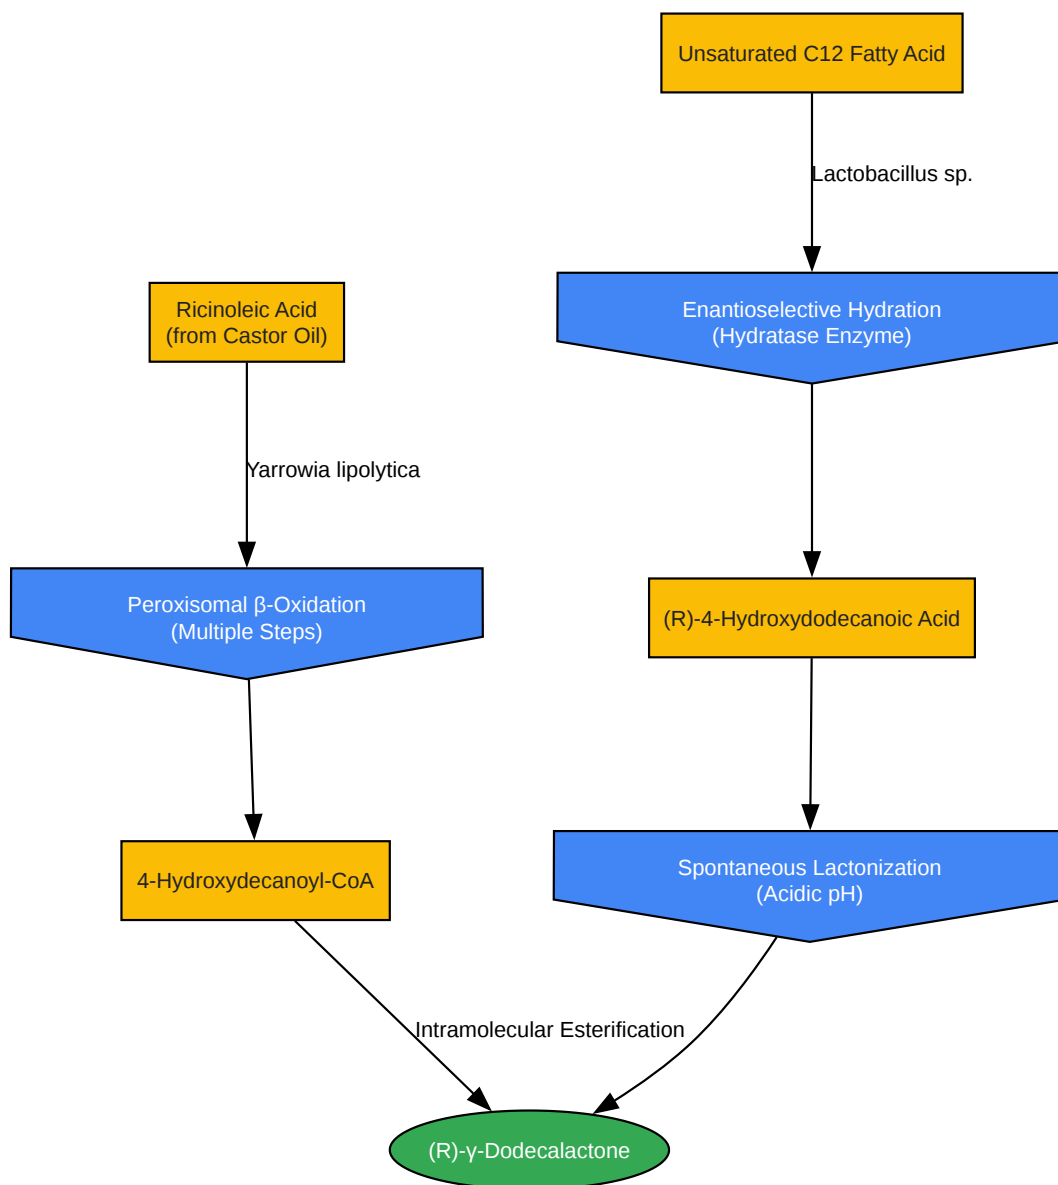 Unsaturated C12 Fatty Acid
Lactobacillus sp.
Ricinoleic Acid
(from Castor Oil)
Enantioselective Hydration
(Hydratase Enzyme)
Yarrowia lipolytica
Peroxisomal β-Oxidation
(Multiple Steps)
(R)-4-Hydroxydodecanoic Acid
4-Hydroxydecanoyl-CoA
Spontaneous Lactonization
(Acidic pH)
Intramolecular Esterification
(R)-γ-Dodecalactone